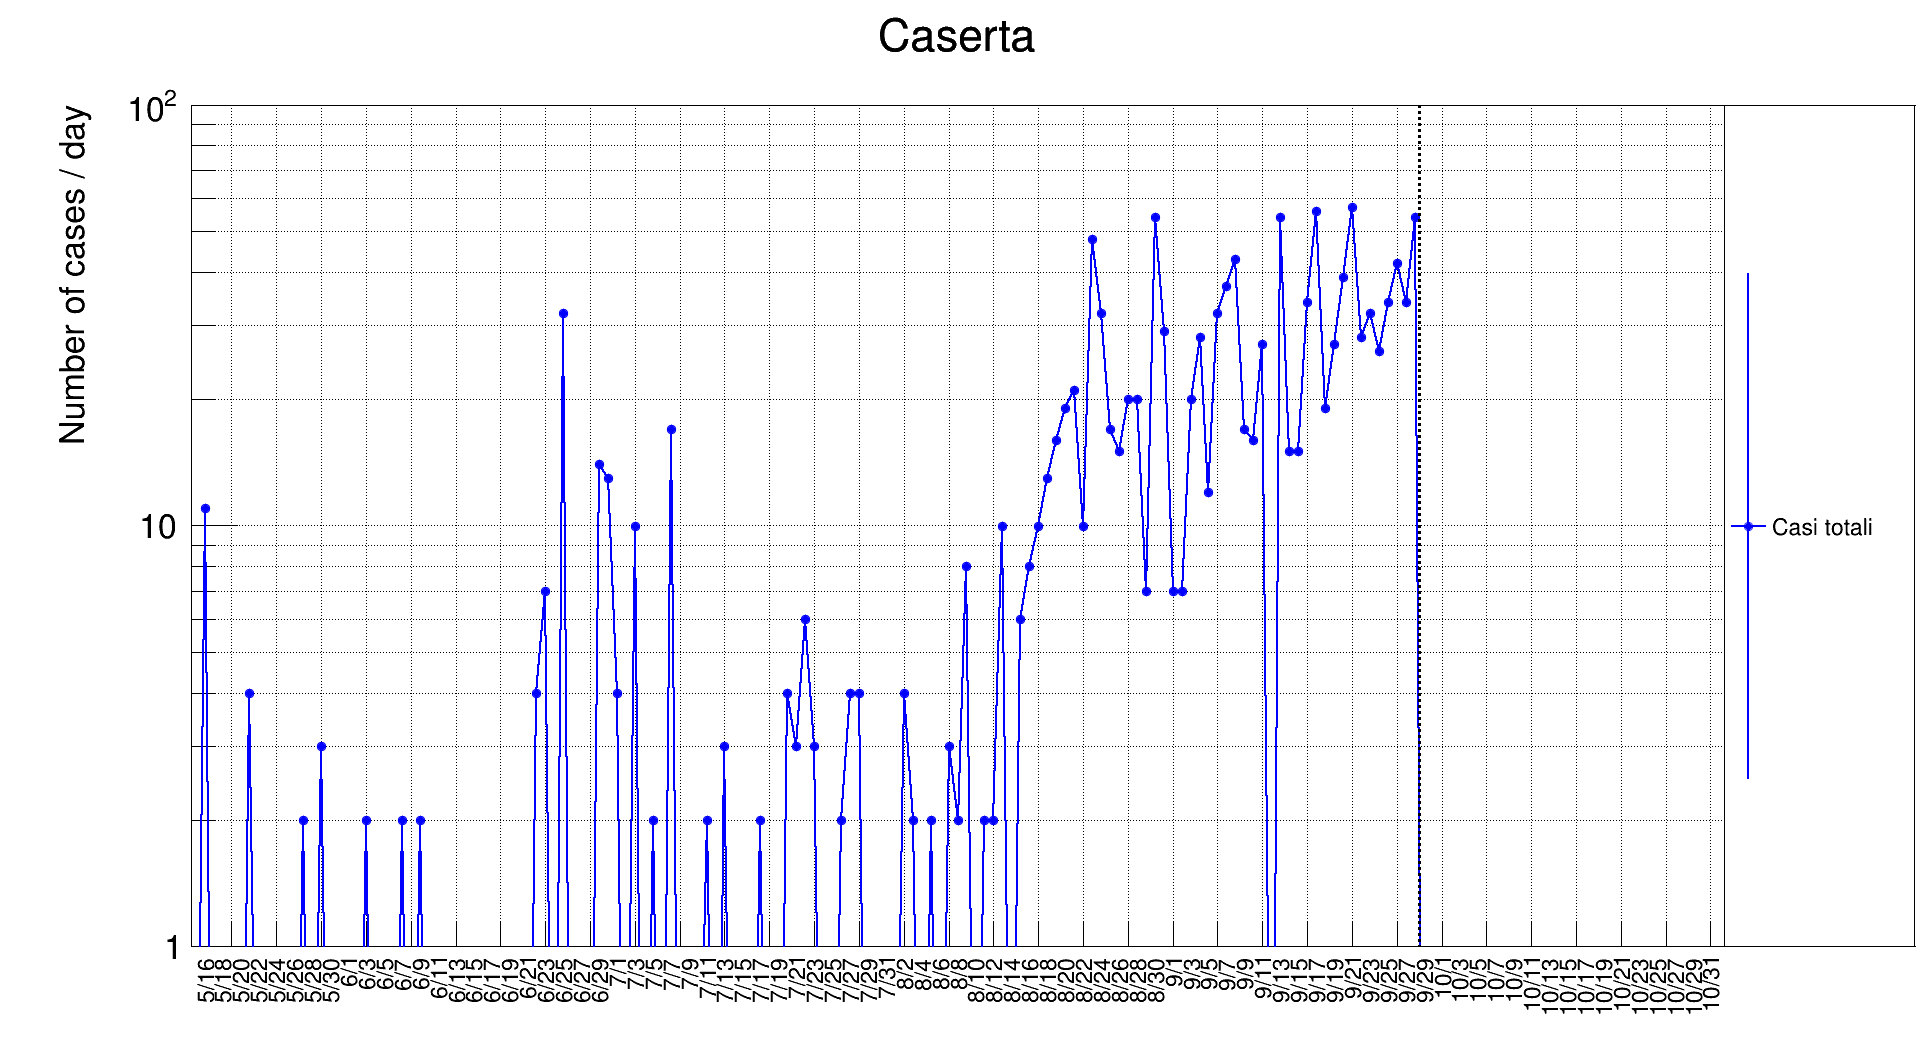 Caserta
Number of cases / day
10²
10
1
Casi totali
5/16 5/18 5/20 5/22 5/24 5/26 5/28 5/30 6/1 6/3 6/5 6/7 6/9 6/11 6/13 6/15 6/17 6/19 6/21 6/23 6/25 6/27 6/29 7/1 7/3 7/5 7/7 7/9 7/11 7/13 7/15 7/17 7/19 7/21 7/23 7/25 7/27 7/29 7/31 8/2 8/4 8/6 8/8 8/10 8/12 8/14 8/16 8/18 8/20 8/22 8/24 8/26 8/28 8/30 9/1 9/3 9/5 9/7 9/9 9/11 9/13 9/15 9/17 9/19 9/21 9/23 9/25 9/27 9/29 10/1 10/3 10/5 10/7 10/9 10/11 10/13 10/15 10/17 10/19 10/21 10/23 10/25 10/27 10/29 10/31